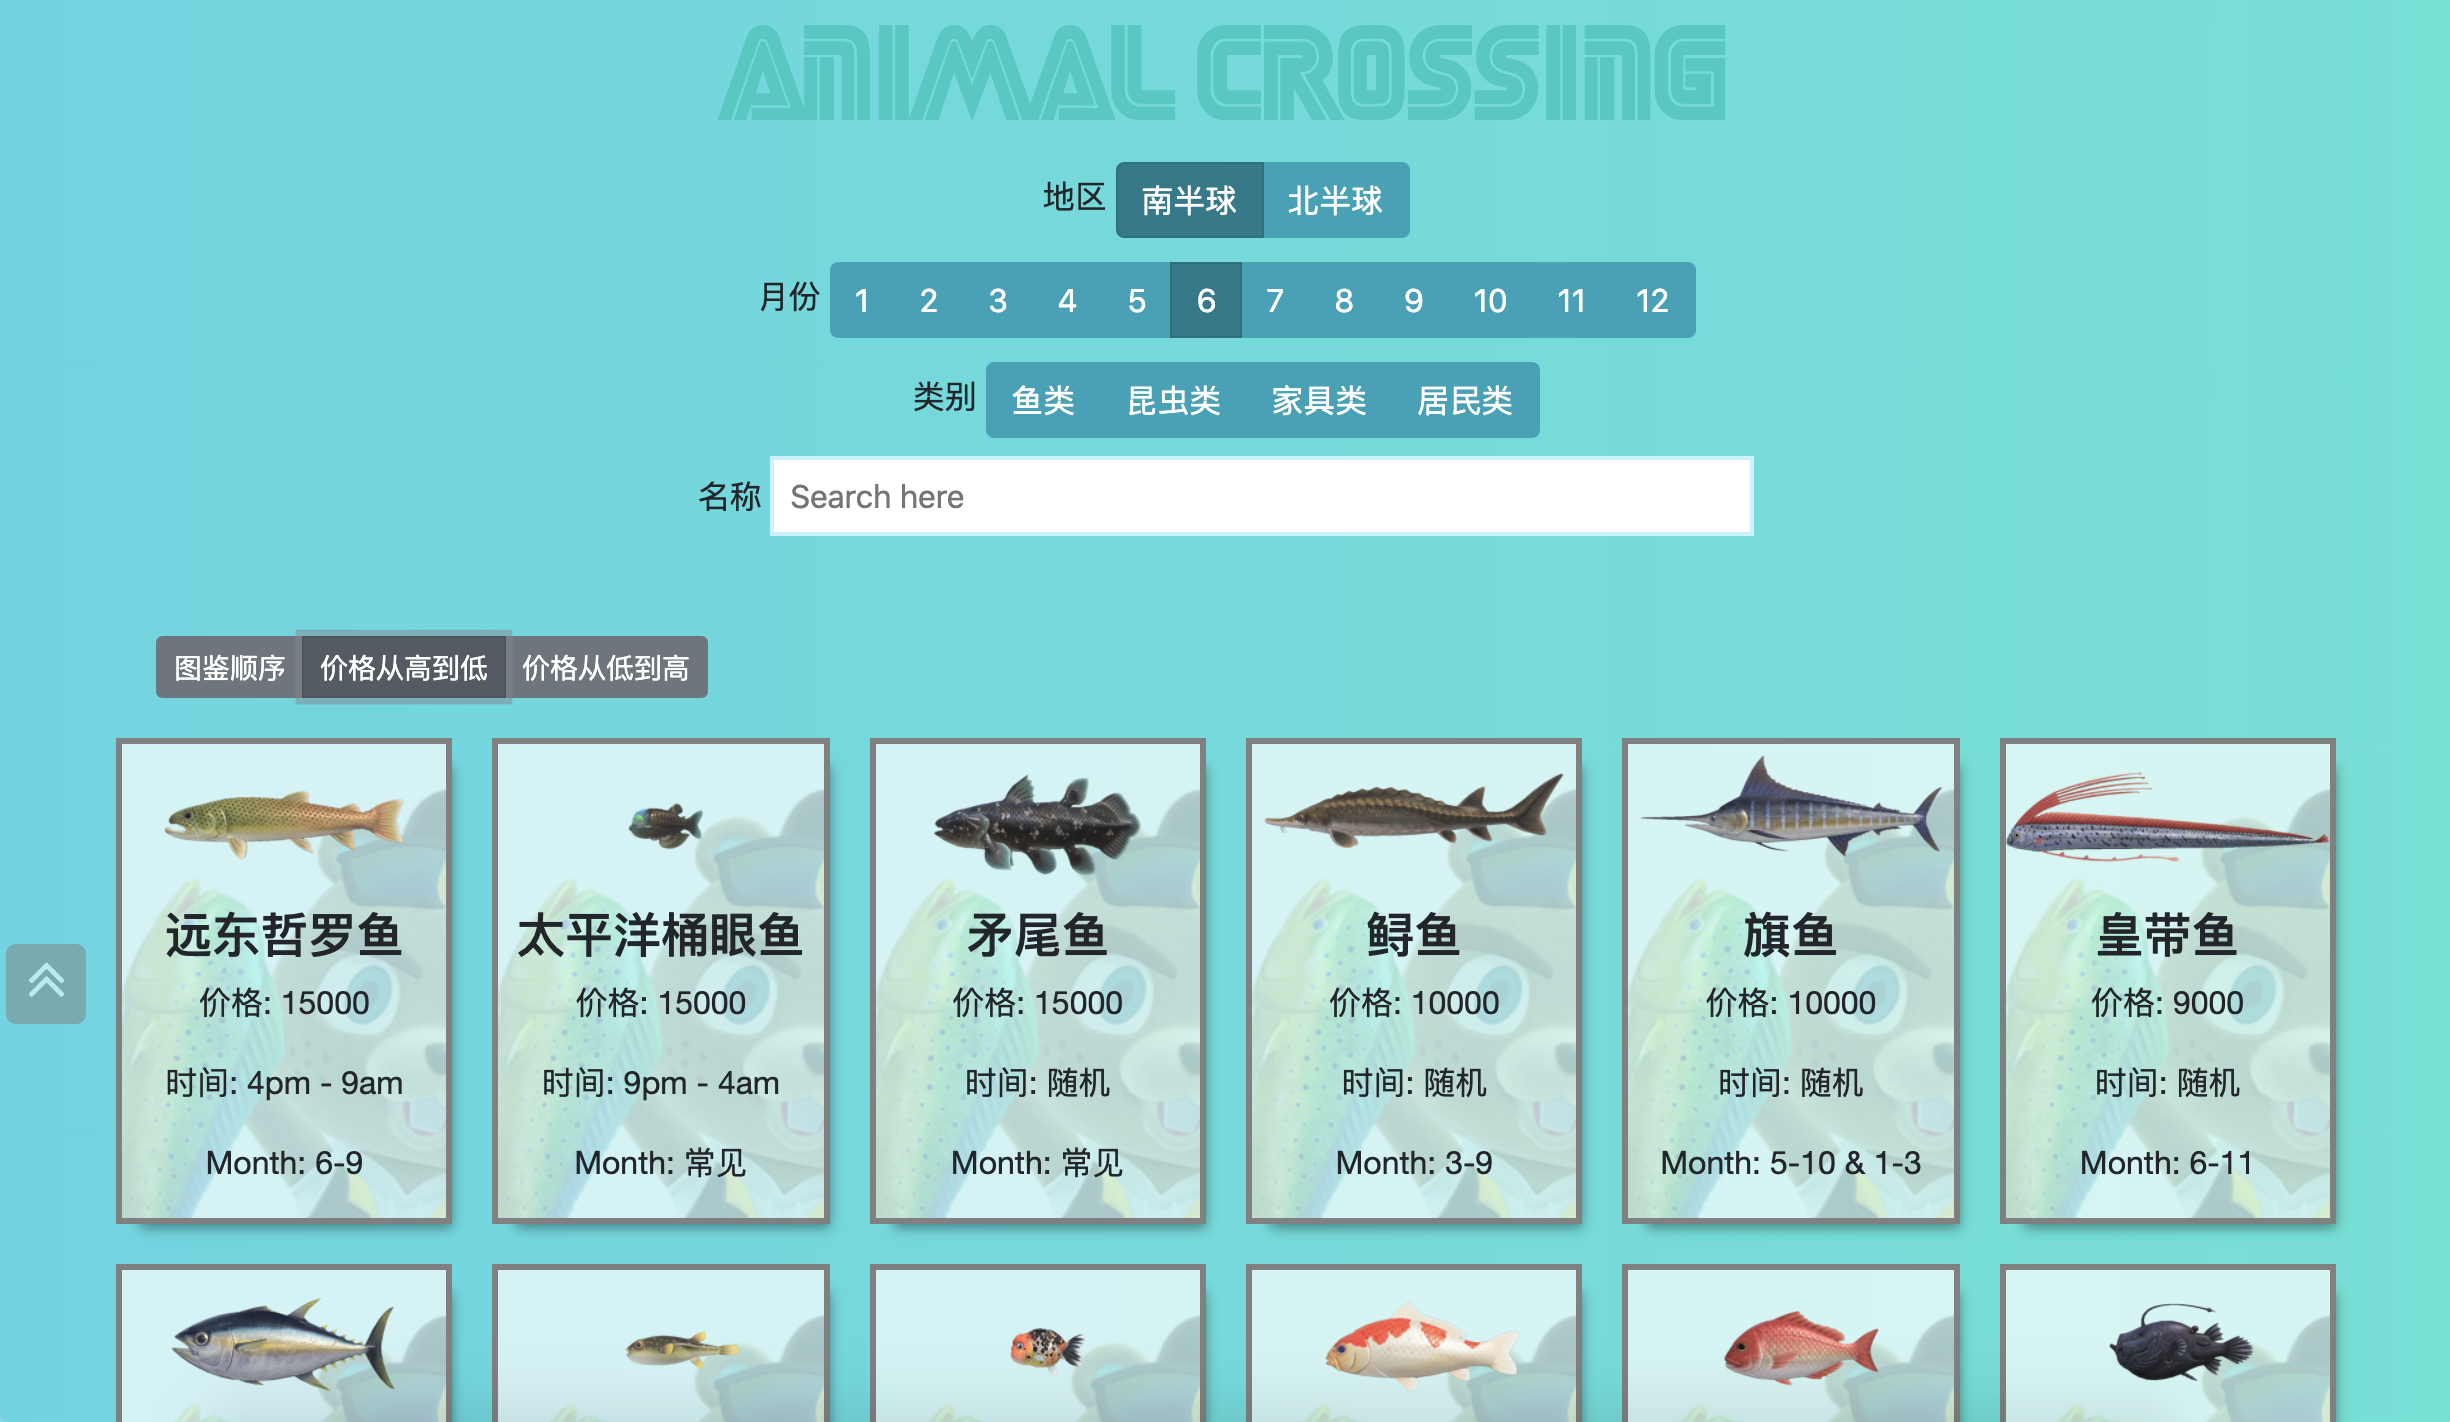 ANIMAL CROSSING
地区 南半球 北半球
月份 1 2 3 4 5 6 7 8 9 10 11 12
类别 鱼类 昆虫类 家具类 居民类
名称 Search here
图鉴顺序 价格从高到低 价格从低到高
远东哲罗鱼
价格: 15000
时间: 4pm - 9am
Month: 6-9
太平洋桶眼鱼
价格: 15000
时间: 9pm - 4am
Month: 常见
矛尾鱼
价格: 15000
时间: 随机
Month: 常见
鲟鱼
价格: 10000
时间: 随机
Month: 3-9
旗鱼
价格: 10000
时间: 随机
Month: 5-10 & 1-3
皇带鱼
价格: 9000
时间: 随机
Month: 6-11